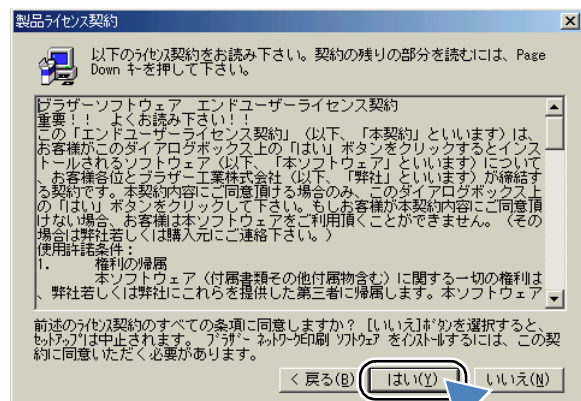 製品ライセンス契約
以下のライセンス契約をお読み下さい。契約の残りの部分を読むには、Page
Down キーを押して下さい。
ブラザーソフトウェア　エンドユーザーライセンス契約
重要！！　よくお読み下さい！！
この「エンドユーザーライセンス契約」（以下、「本契約」といいます）は、
お客様がこのダイアログボックス上の「はい」ボタンをクリックするとインス
トールされるソフトウェア（以下、「本ソフトウェア」といいます）について
、お客様各位とブラザー工業株式会社（以下、「弊社」といいます）が締結す
る契約です。本契約内容にご同意頂ける場合のみ、このダイアログボックス上
の「はい」ボタンをクリックして下さい。もしお客様が本契約内容にご同意頂
けない場合、お客様は本ソフトウェアをご利用頂くことができません。（その
場合は弊社若しくは購入元にご連絡下さい。）
使用許諾条件：
1.　　権利の帰属
本ソフトウェア（付属書類その他付属物含む）に関する一切の権利は
、弊社若しくは弊社にこれらを提供した第三者に帰属します。本ソフトウェア
前述のライセンス契約のすべての条項に同意しますか？ [いいえ]ボタンを選択すると、
セットアップは中止されます。 ブラザー ネットワーク印刷 ソフトウェア をインストールするには、この契
約に同意いただく必要があります。
< 戻る(B)　はい(Y)　いいえ(N)